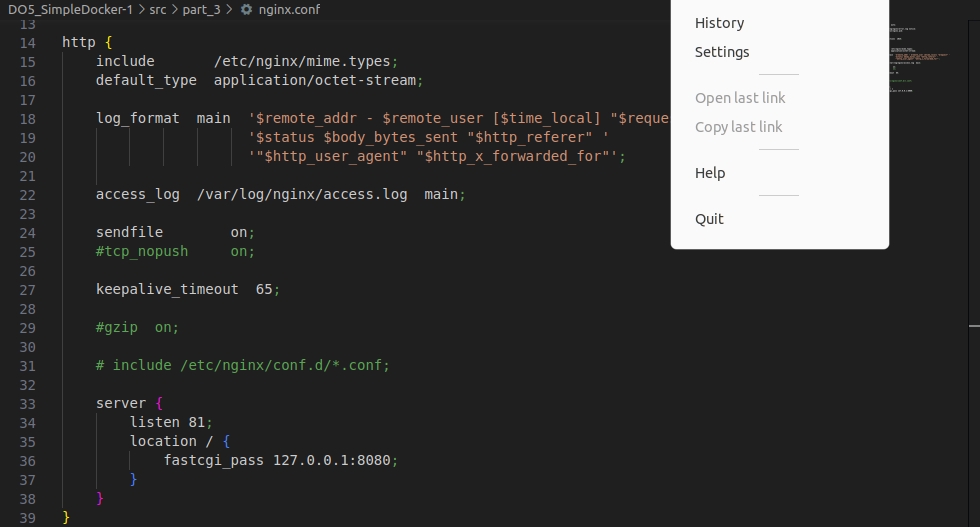 DO5_SimpleDocker-1 > src > part_3 > nginx.conf
13
14 http {
15     include       /etc/nginx/mime.types;
16     default_type  application/octet-stream;
17
18     log_format  main  '$remote_addr - $remote_user [$time_local] "$reque
19                       '$status $body_bytes_sent "$http_referer" '
20                       '"$http_user_agent" "$http_x_forwarded_for"';
21
22     access_log  /var/log/nginx/access.log  main;
23
24     sendfile        on;
25     #tcp_nopush     on;
26
27     keepalive_timeout  65;
28
29     #gzip  on;
30
31     # include /etc/nginx/conf.d/*.conf;
32
33     server {
34         listen 81;
35         location / {
36             fastcgi_pass 127.0.0.1:8080;
37         }
38     }
39 }
History
Settings
Open last link
Copy last link
Help
Quit